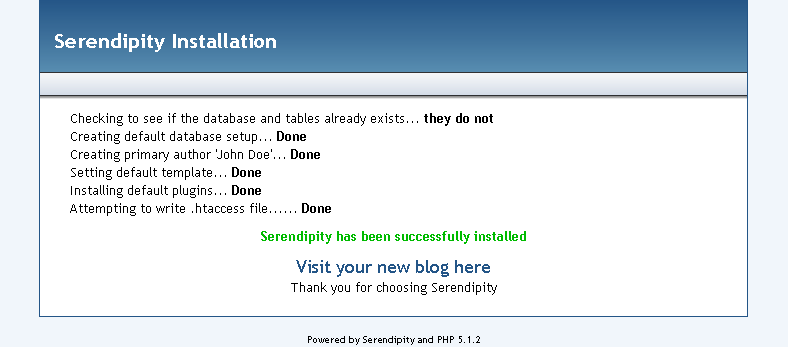 Serendipity Installation
Checking to see if the database and tables already exists... they do not
Creating default database setup... Done
Creating primary author 'John Doe'... Done
Setting default template... Done
Installing default plugins... Done
Attempting to write .htaccess file...... Done
Serendipity has been successfully installed
Visit your new blog here
Thank you for choosing Serendipity
Powered by Serendipity and PHP 5.1.2